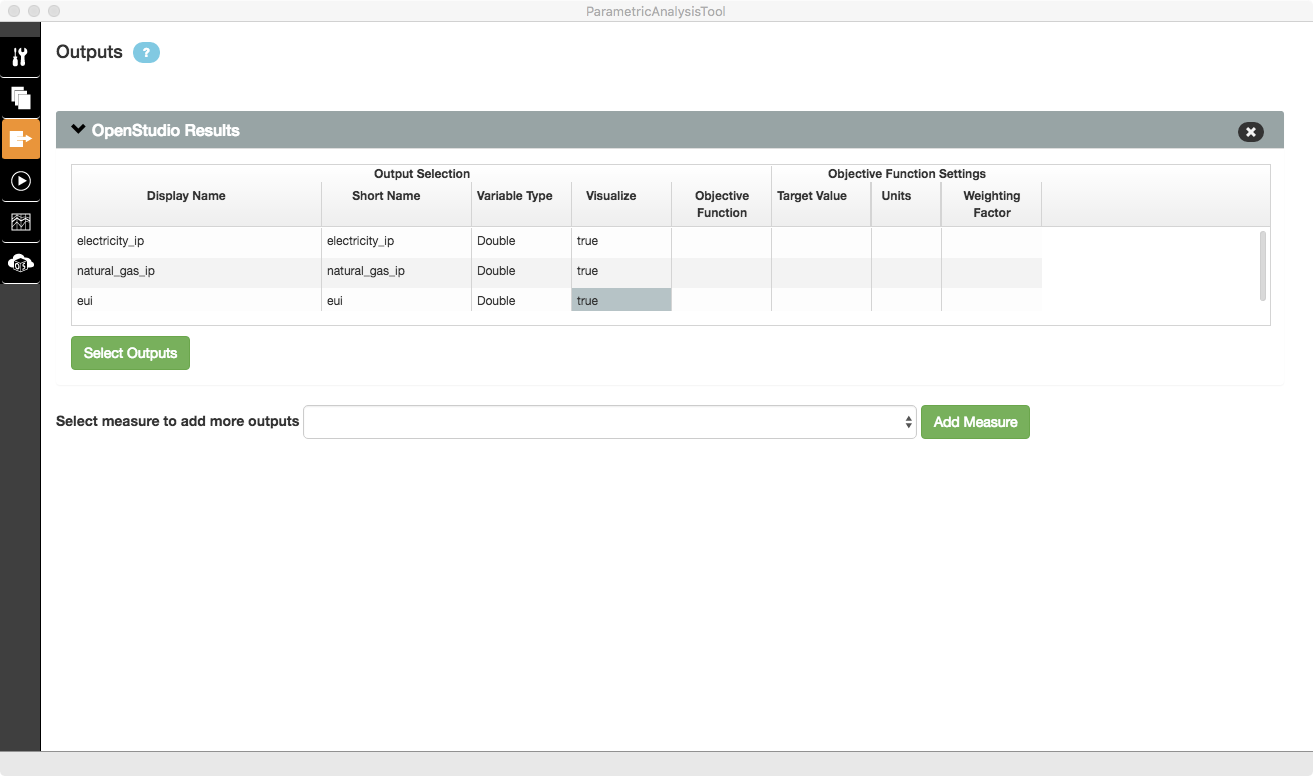 ParametricAnalysisTool
Outputs ?
OpenStudio Results
Output Selection Objective Function Settings
Display Name Short Name Variable Type Visualize Objective Function Target Value Units Weighting Factor
electricity_ip electricity_ip Double true
natural_gas_ip natural_gas_ip Double true
eui eui Double true
Select Outputs
Select measure to add more outputs Add Measure